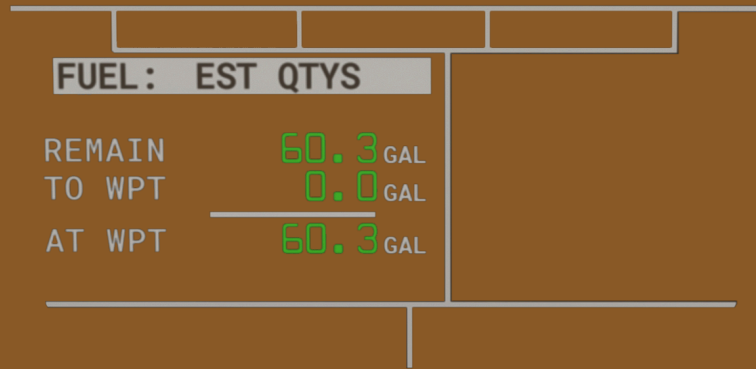 FUEL: EST QTYS
REMAIN 60.3 GAL
TO WPT 0.0 GAL
AT WPT 60.3 GAL